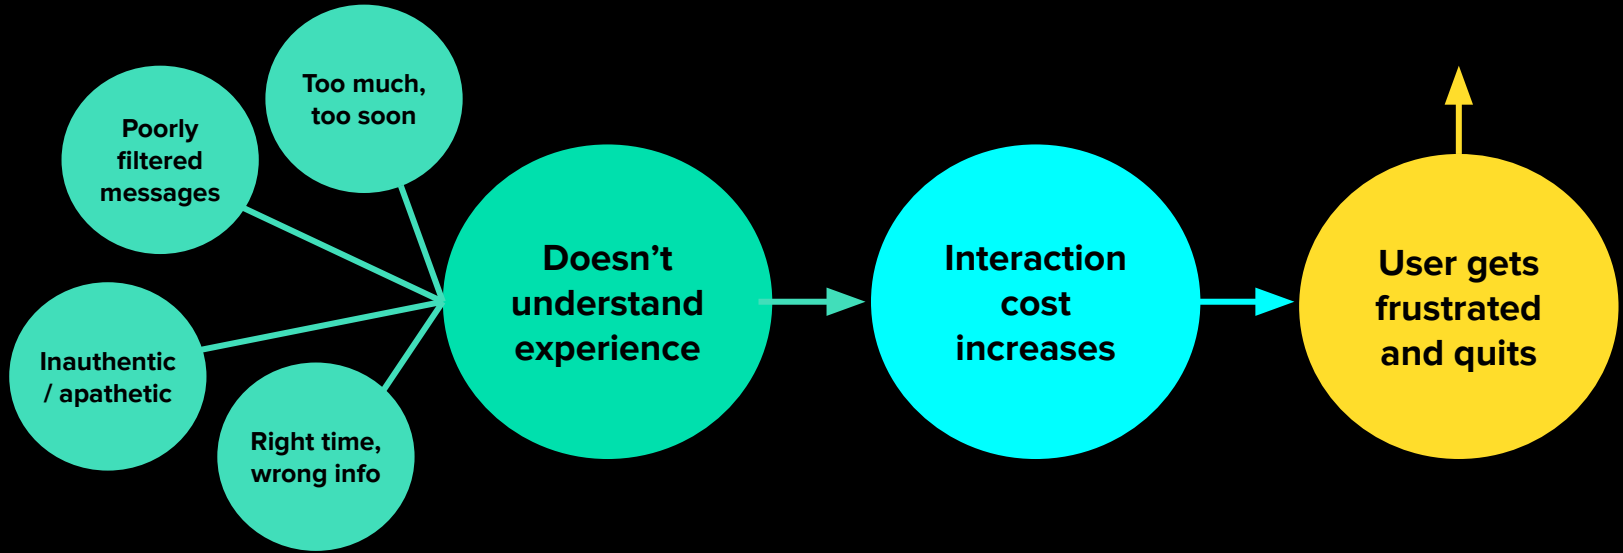 Too much,
too soon
Poorly
filtered
messages
Inauthentic
/ apathetic
Right time,
wrong info
Doesn’t
understand
experience
Interaction
cost
increases
User gets
frustrated
and quits